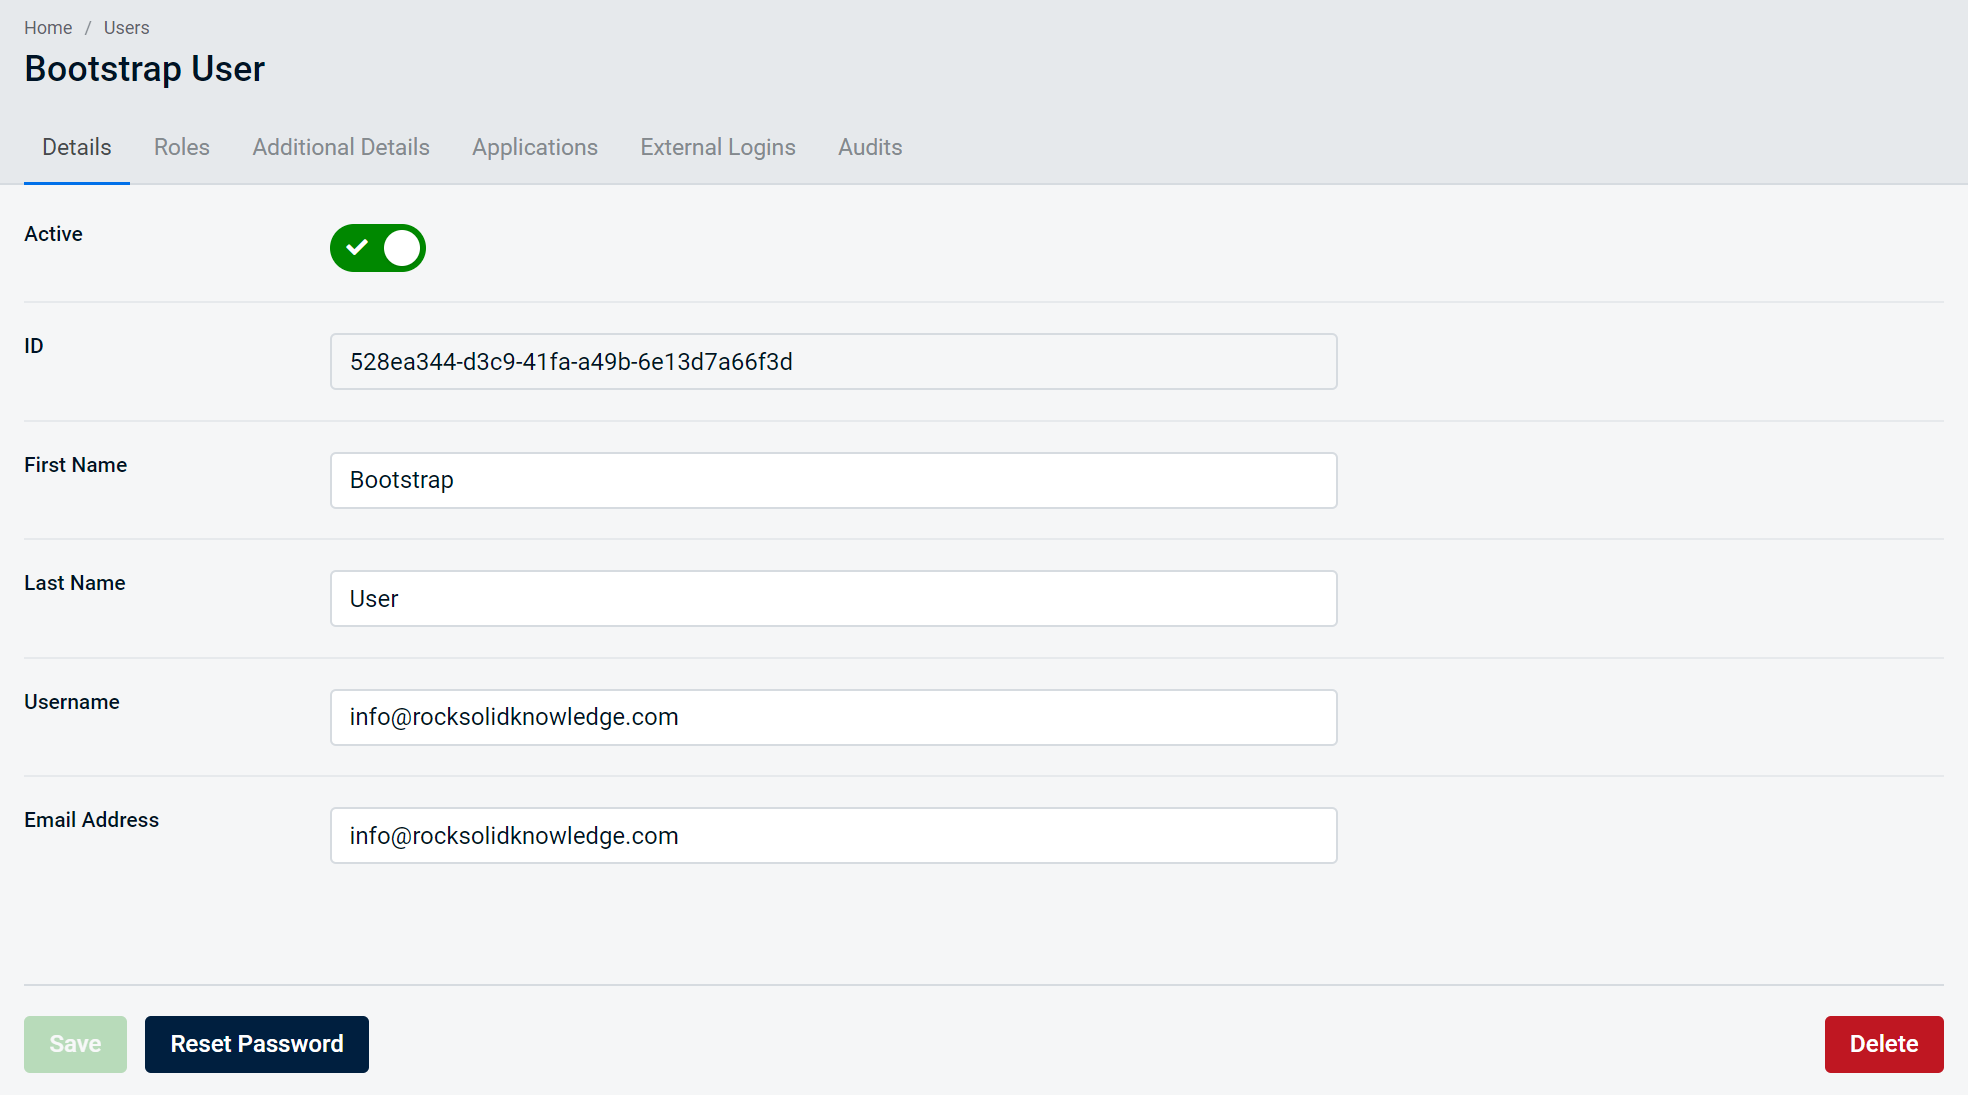 Home / Users
Bootstrap User
Details Roles Additional Details Applications External Logins Audits
Active
ID
528ea344-d3c9-41fa-a49b-6e13d7a66f3d
First Name
Bootstrap
Last Name
User
Username
info@rocksolidknowledge.com
Email Address
info@rocksolidknowledge.com
Save Reset Password Delete